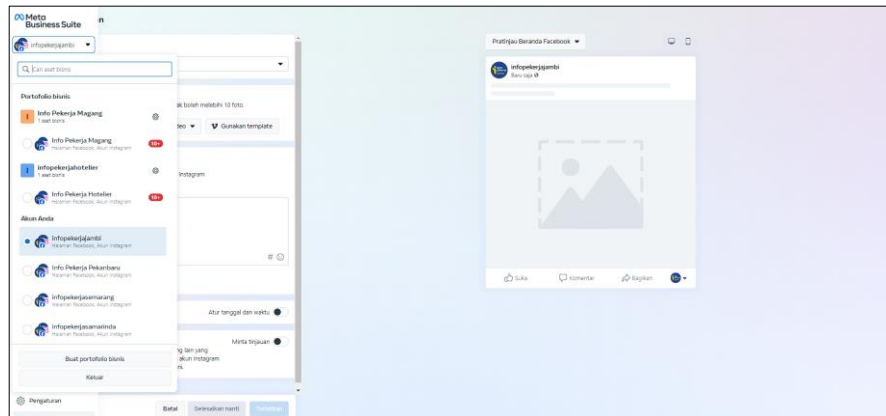 Meta
Business Suite
an
infopekerjajambi
Cari aset bisnis
Portofolio bisnis
I
Info Pekerja Magang
1 aset bisnis
Info Pekerja Magang
Halaman Facebook, Akun Instagram
10+
infopekerjahotelier
1 aset bisnis
Info Pekerja Hotelier
Halaman Facebook, Akun Instagram
10+
Akun Anda
infopekerjajambi
Halaman Facebook, Akun Instagram
Info Pekerja Pekanbaru
Halaman Facebook, Akun Instagram
infopekerjasemarang
Halaman Facebook, Akun Instagram
infopekerjasamarinda
Halaman Facebook, Akun Instagram
Buat portofolio bisnis
Keluar
Pengaturan
ak boleh melebihi 10 foto.
deo
Gunakan template
Instagram
#
Atur tanggal dan waktu
Minta tinjauan
ng lain yang
akun Instagram
Batal
Selesaikan nanti
Terbitkan
Pratinjau Beranda Facebook
infopekerjajambi
Baru saja
Suka
Komentar
Bagikan